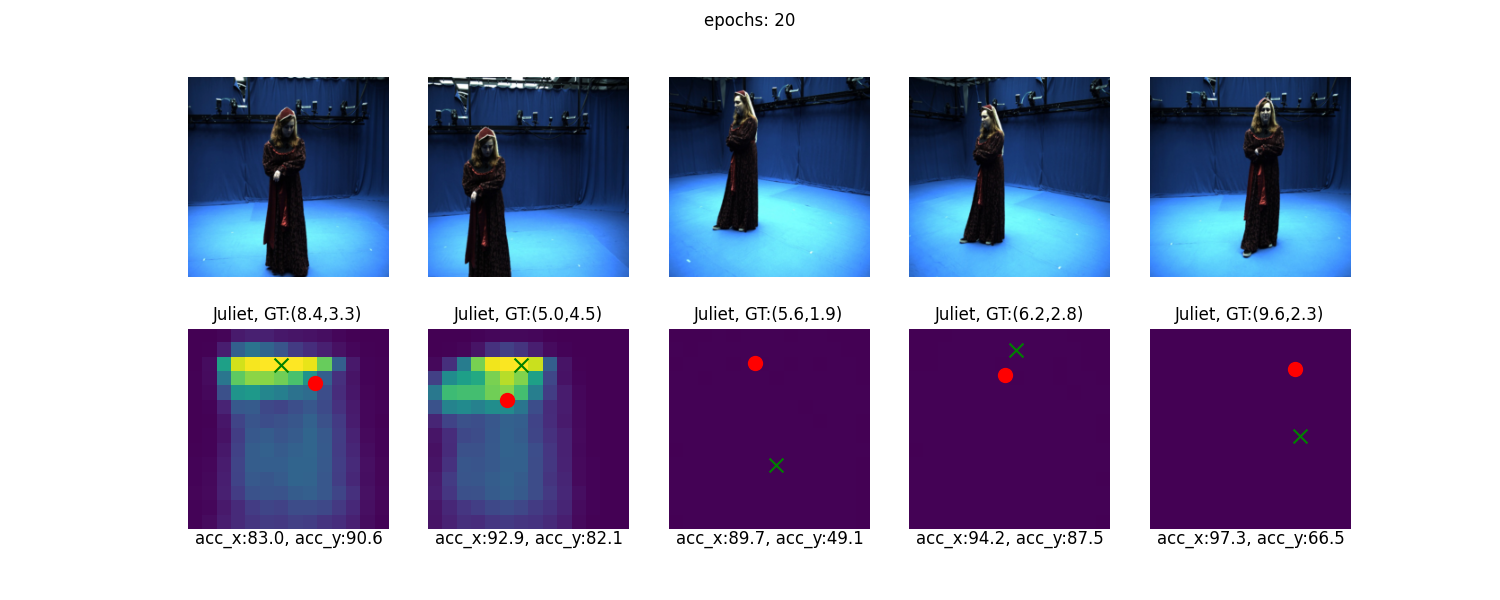 epochs: 20
Juliet, GT:(8.4,3.3)
Juliet, GT:(5.0,4.5)
Juliet, GT:(5.6,1.9)
Juliet, GT:(6.2,2.8)
Juliet, GT:(9.6,2.3)
acc_x:83.0, acc_y:90.6
acc_x:92.9, acc_y:82.1
acc_x:89.7, acc_y:49.1
acc_x:94.2, acc_y:87.5
acc_x:97.3, acc_y:66.5